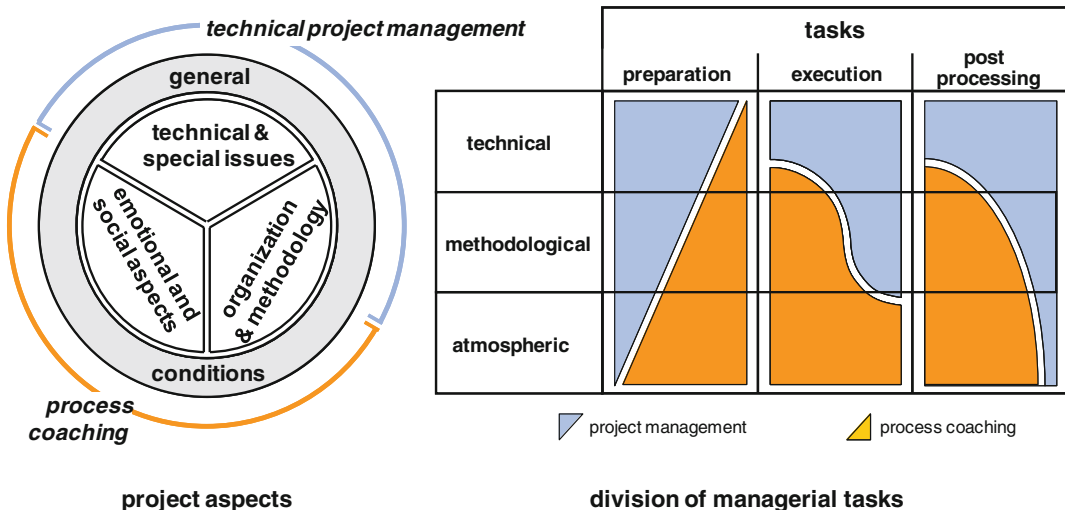 technical project management
general
technical &
special issues
emotional and
social aspects
organization
& methodology
conditions
process
coaching
project aspects
tasks
preparation
execution
post
processing
technical
methodological
atmospheric
project management
process coaching
division of managerial tasks